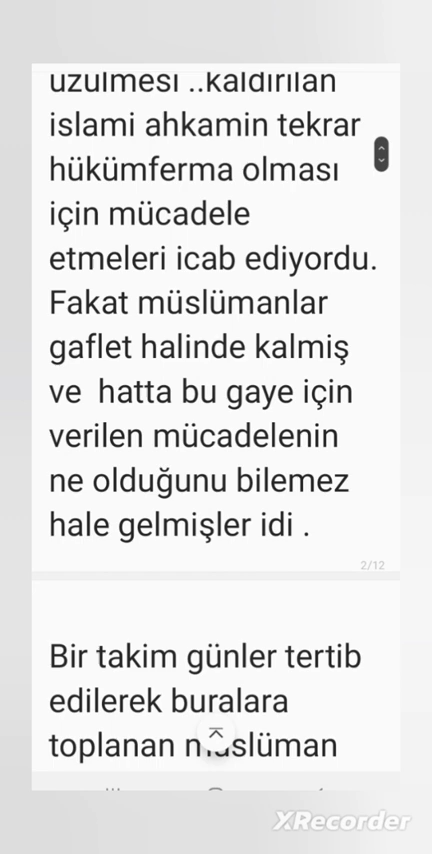 üzülmesi ..kaldırılan
islami ahkamin tekrar
hükümferma olması
için mücadele
etmeleri icab ediyordu.
Fakat müslümanlar
gaflet halinde kalmiş
ve hatta bu gaye için
verilen mücadelenin
ne olduğunu bilemez
hale gelmişler idi .
2/12
Bir takim günler tertib
edilerek buralara
toplanan müslüman
XRecorder